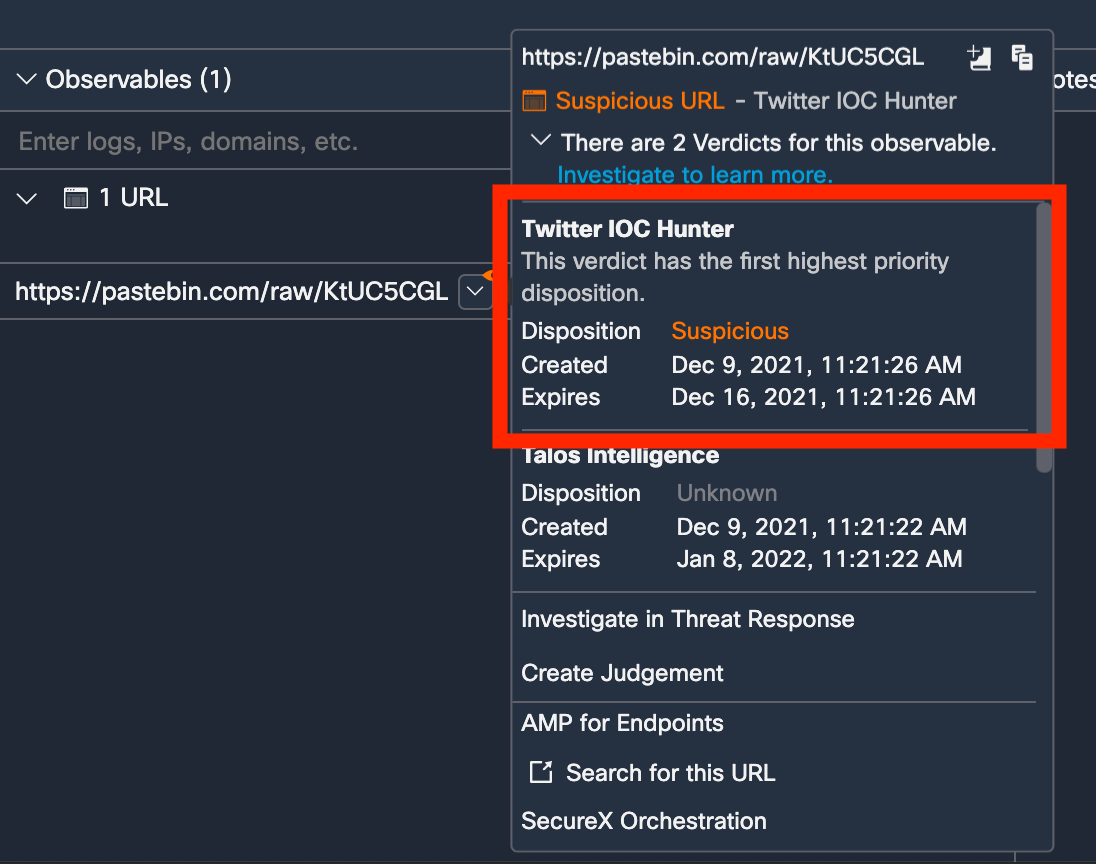 Observables (1)
Enter logs, IPs, domains, etc.
1 URL
https://pastebin.com/raw/KtUC5CGL
https://pastebin.com/raw/KtUC5CGL
Suspicious URL - Twitter IOC Hunter
There are 2 Verdicts for this observable.
Investigate to learn more.
Twitter IOC Hunter
This verdict has the first highest priority
disposition.
Disposition Suspicious
Created Dec 9, 2021, 11:21:26 AM
Expires Dec 16, 2021, 11:21:26 AM
Talos Intelligence
Disposition Unknown
Created Dec 9, 2021, 11:21:22 AM
Expires Jan 8, 2022, 11:21:22 AM
Investigate in Threat Response
Create Judgement
AMP for Endpoints
Search for this URL
SecureX Orchestration